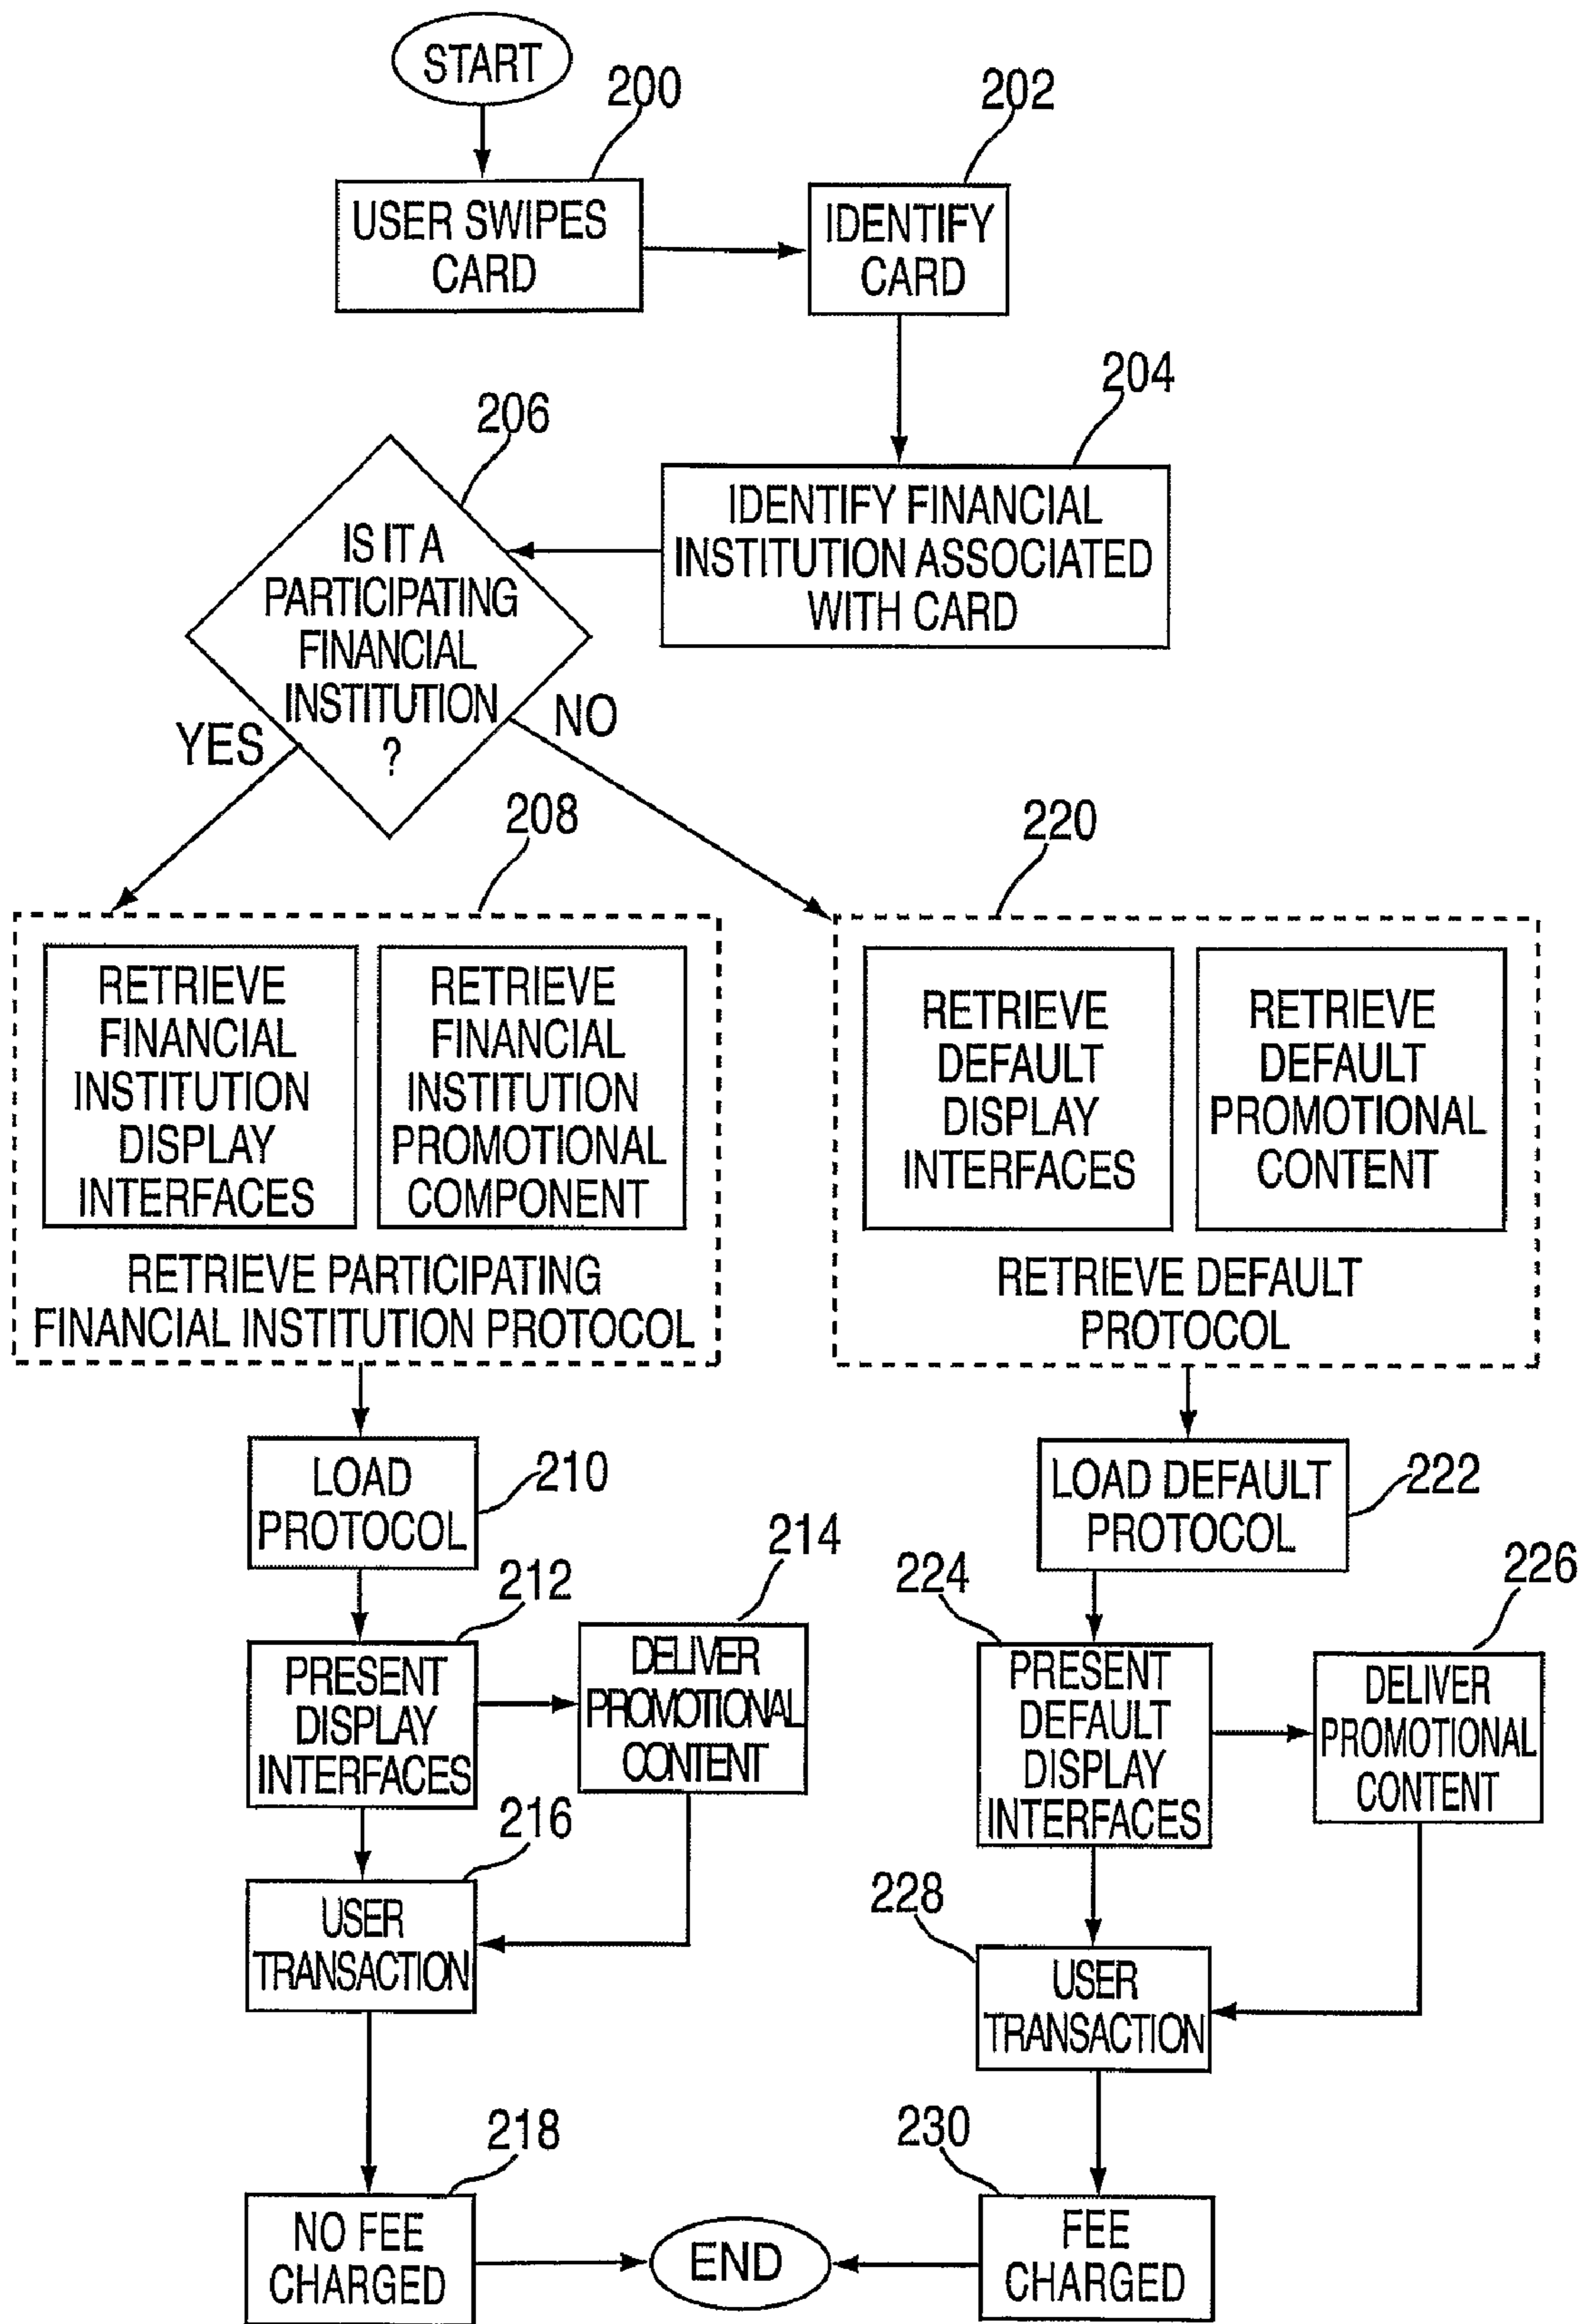 START
200
202
USER SWIPES
CARD
IDENTIFY
CARD
204
206
IDENTIFY FINANCIAL
INSTITUTION ASSOCIATED
WITH CARD
IS IT A
PARTICIPATING
FINANCIAL
INSTITUTION
?
YES
NO
208
220
RETRIEVE
FINANCIAL
INSTITUTION
DISPLAY
INTERFACES
RETRIEVE
FINANCIAL
INSTITUTION
PROMOTIONAL
COMPONENT
RETRIEVE PARTICIPATING
FINANCIAL INSTITUTION PROTOCOL
RETRIEVE
DEFAULT
DISPLAY
INTERFACES
RETRIEVE
DEFAULT
PROMOTIONAL
CONTENT
RETRIEVE DEFAULT
PROTOCOL
LOAD
PROTOCOL
210
LOAD DEFAULT
PROTOCOL
222
212
214
224
226
PRESENT
DISPLAY
INTERFACES
DELIVER
PROMOTIONAL
CONTENT
PRESENT
DEFAULT
DISPLAY
INTERFACES
DELIVER
PROMOTIONAL
CONTENT
216
228
USER
TRANSACTION
USER
TRANSACTION
218
230
NO FEE
CHARGED
END
FEE
CHARGED